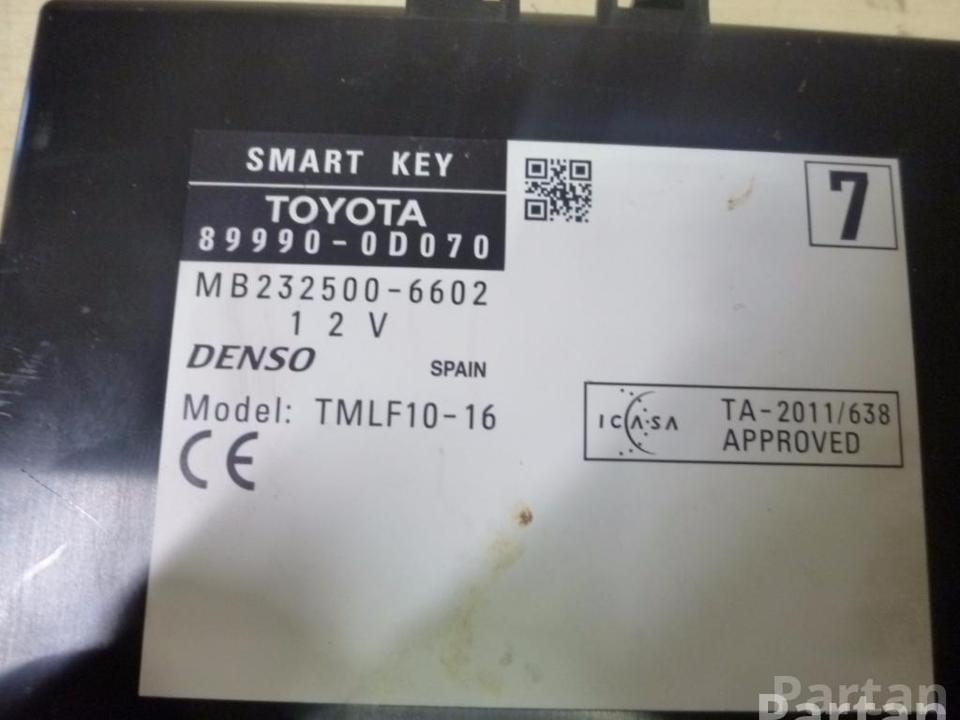 SMART KEY
TOYOTA
89990-0D070
7
MB232500-6602
12V
DENSO SPAIN
Model: TMLF10-16
CE
ICASA
TA-2011/638
APPROVED
Partan
Partan